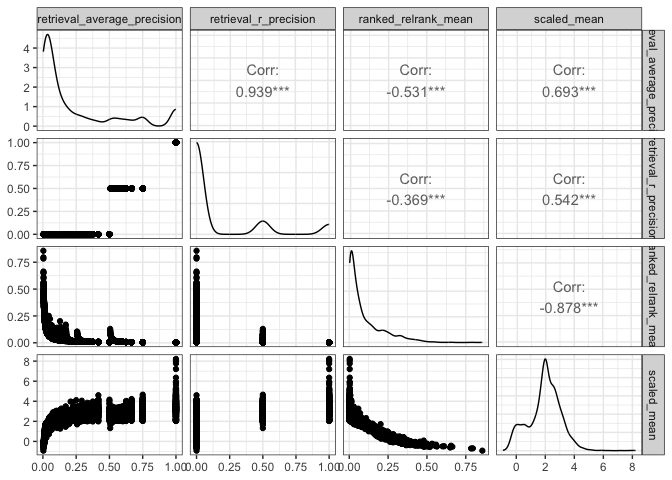 retrieval_average_precision retrieval_r_precision ranked_relrank_mean scaled_mean
4
3
2
1
0
Corr:
0.939***
Corr:
-0.531***
Corr:
0.693***
1.00
0.75
0.50
0.25
0.00
Corr:
-0.369***
Corr:
0.542***
0.75
0.50
0.25
0.00
Corr:
-0.878***
scaled_mean
8
6
4
2
0
0.00 0.25 0.50 0.75 1.00 0.00 0.25 0.50 0.75 1.00 0.00 0.25 0.50 0.75 0 2 4 6 8